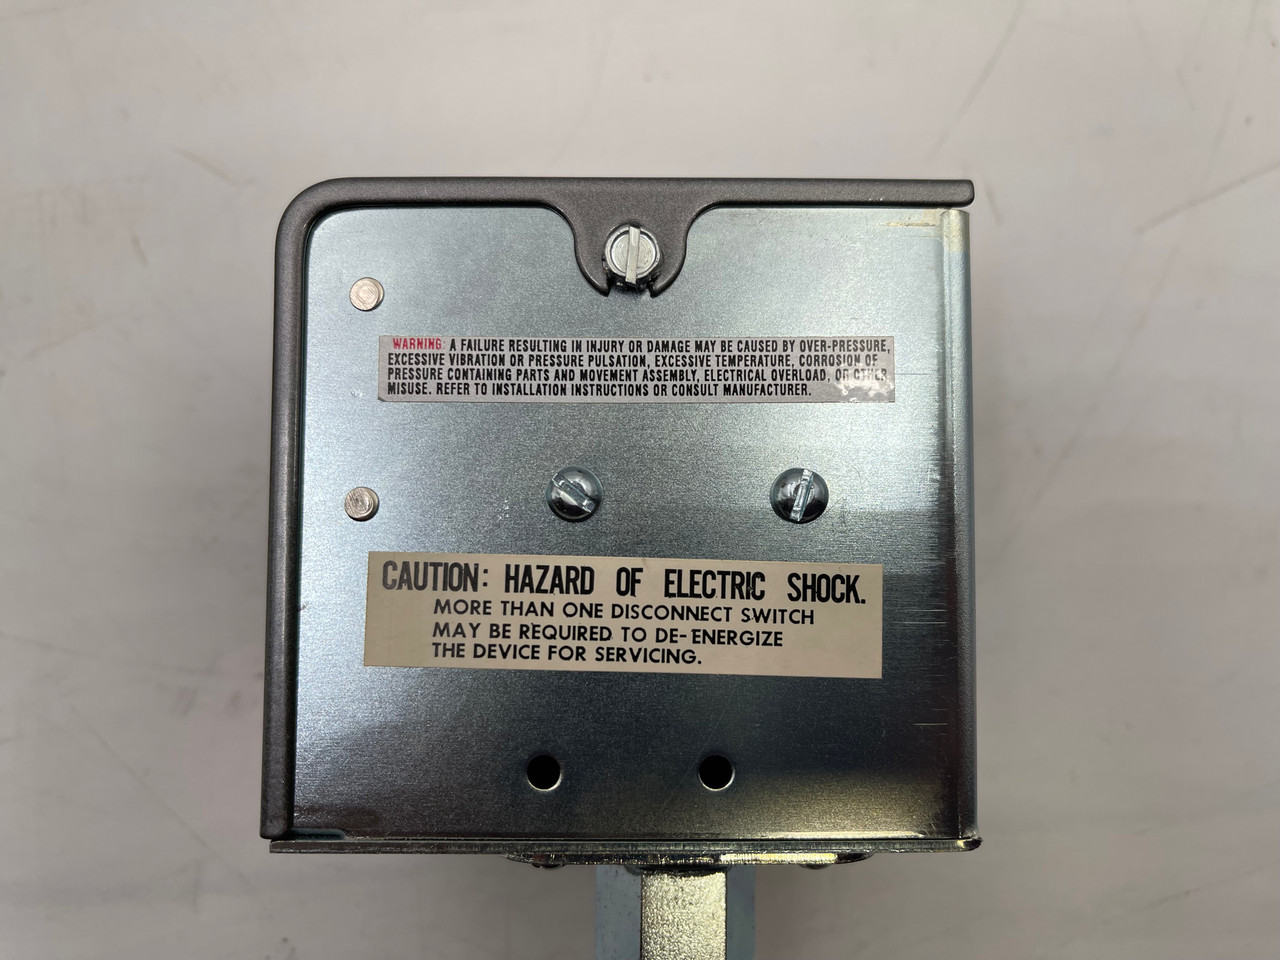 WARNING: A FAILURE RESULTING IN INJURY OR DAMAGE MAY BE CAUSED BY OVER-PRESSURE,
EXCESSIVE VIBRATION OR PRESSURE PULSATION, EXCESSIVE TEMPERATURE, CORROSION OF
PRESSURE CONTAINING PARTS AND MOVEMENT ASSEMBLY, ELECTRICAL OVERLOAD, OR OTHER
MISUSE. REFER TO INSTALLATION INSTRUCTIONS OR CONSULT MANUFACTURER.
CAUTION: HAZARD OF ELECTRIC SHOCK.
MORE THAN ONE DISCONNECT SWITCH
MAY BE REQUIRED TO DE-ENERGIZE
THE DEVICE FOR SERVICING.